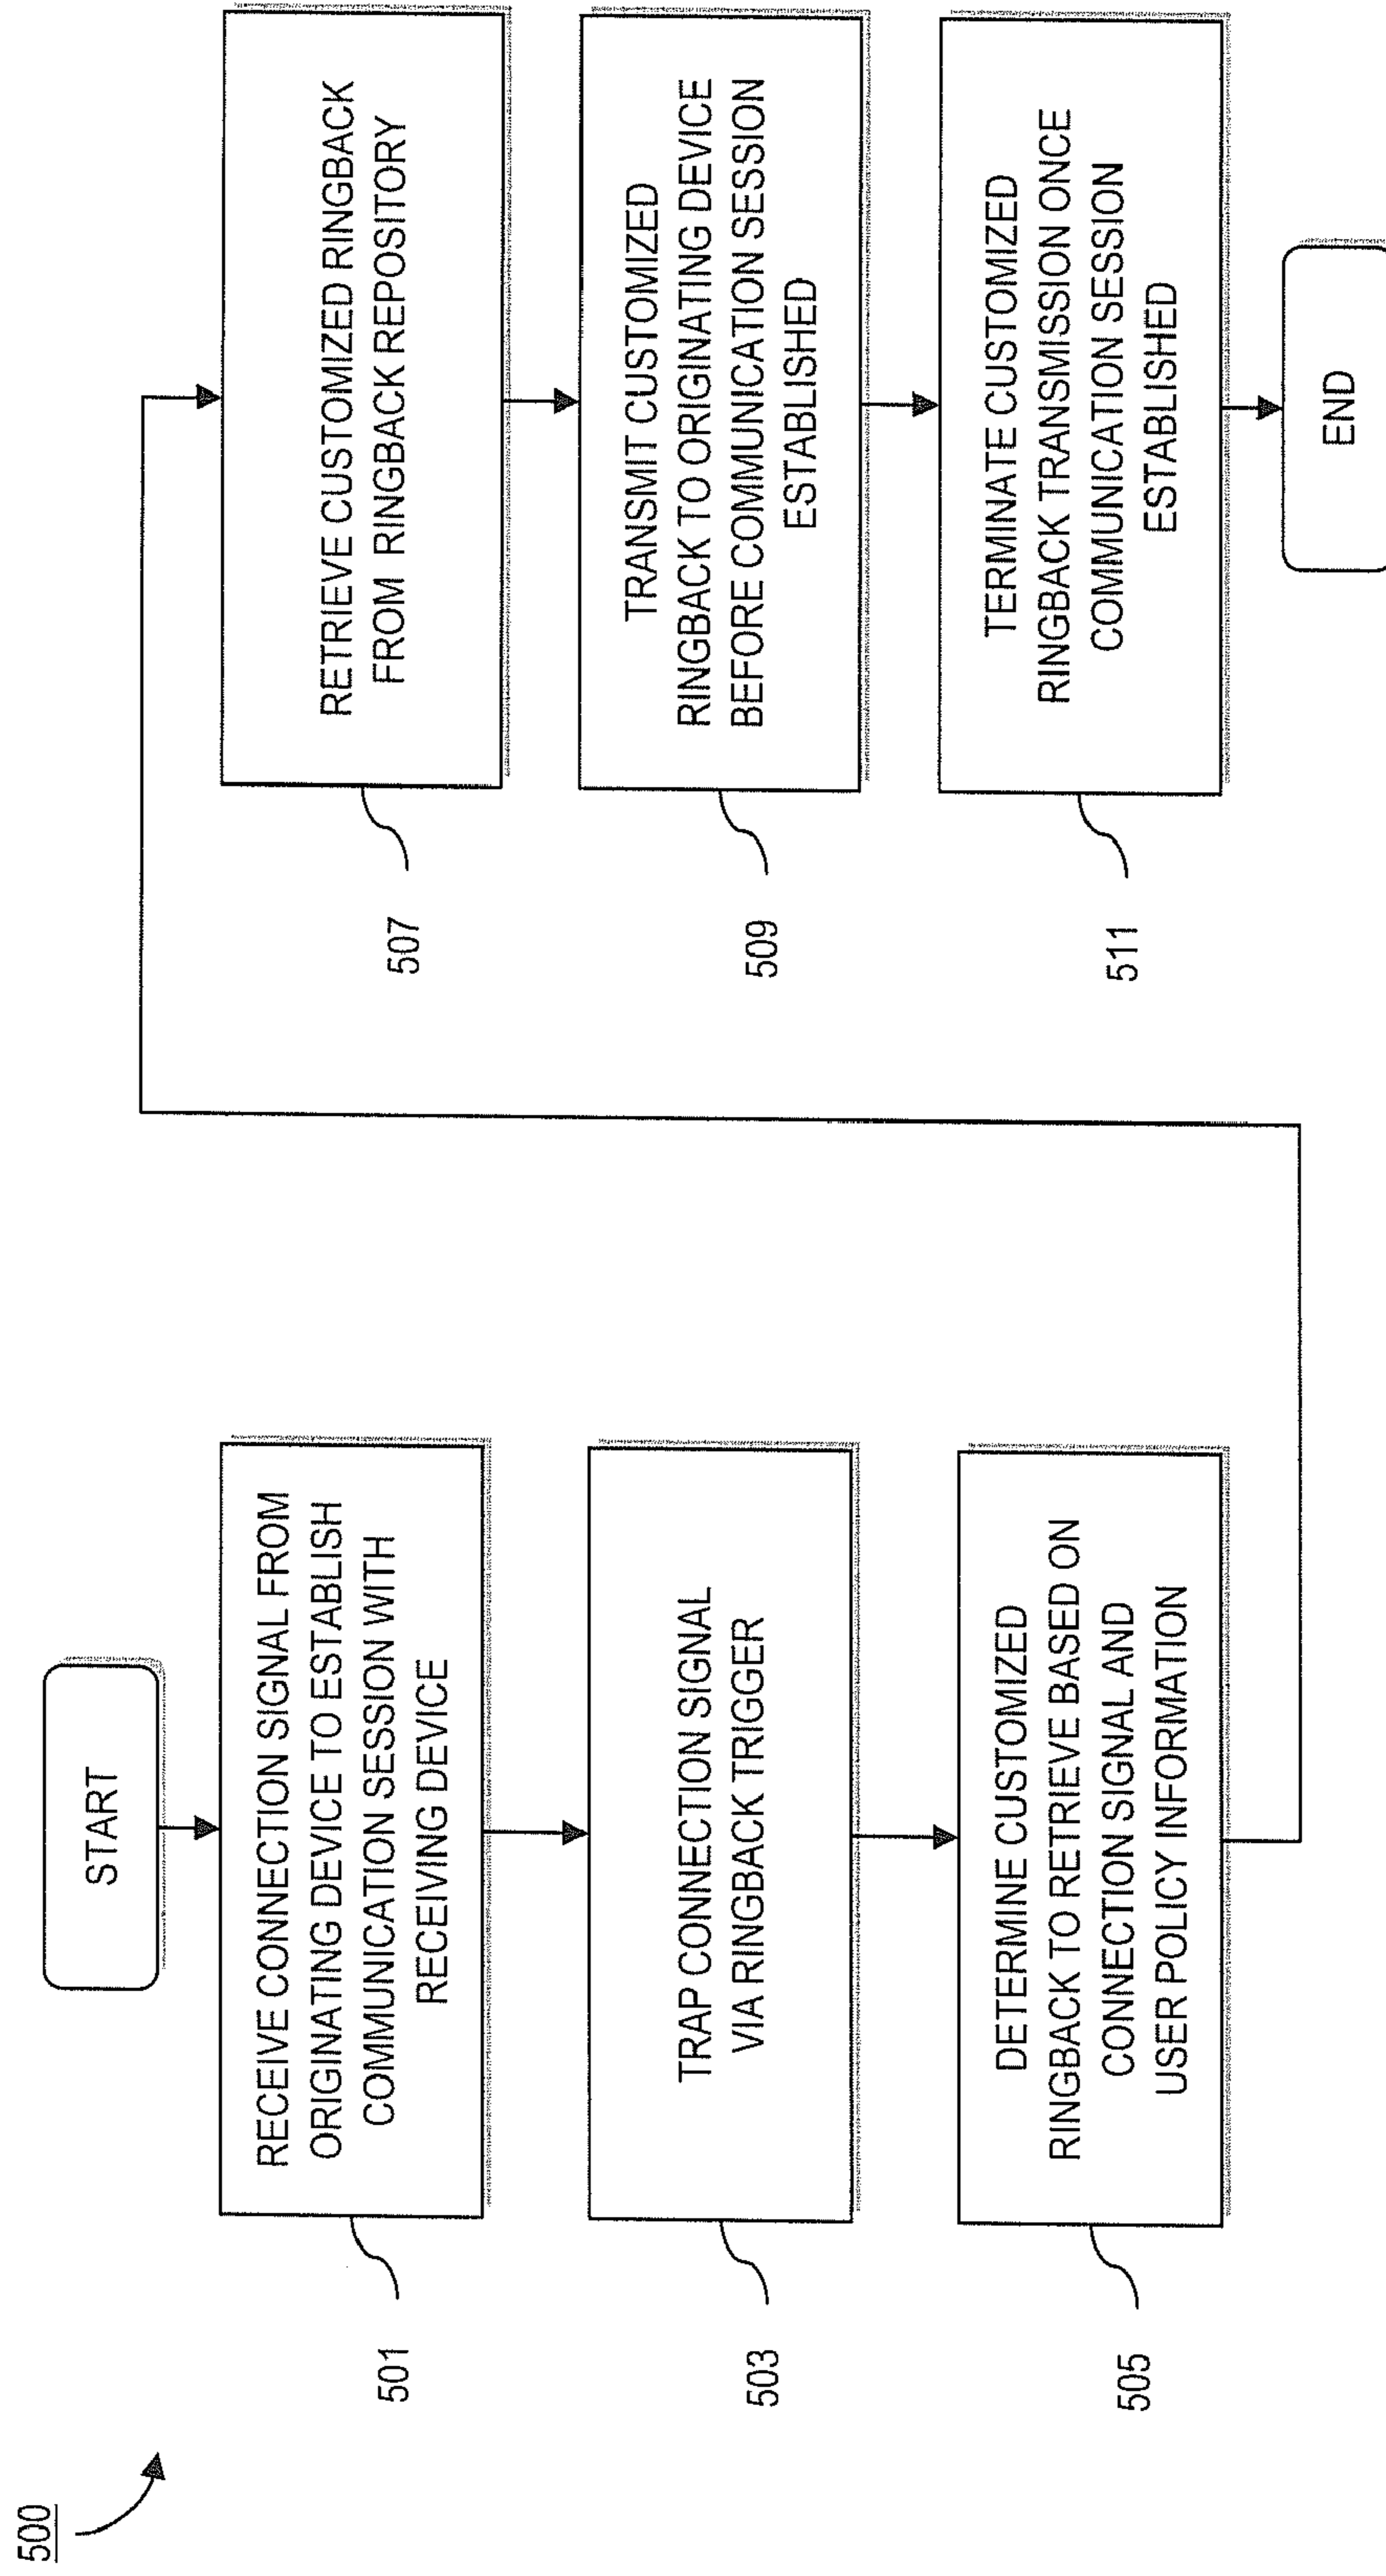 500
START
RECEIVE CONNECTION SIGNAL FROM
ORIGINATING DEVICE TO ESTABLISH
COMMUNICATION SESSION WITH
RECEIVING DEVICE
501
TRAP CONNECTION SIGNAL
VIA RINGBACK TRIGGER
503
DETERMINE CUSTOMIZED
RINGBACK TO RETRIEVE BASED ON
CONNECTION SIGNAL AND
USER POLICY INFORMATION
505
RETRIEVE CUSTOMIZED RINGBACK
FROM RINGBACK REPOSITORY
507
TRANSMIT CUSTOMIZED
RINGBACK TO ORIGINATING DEVICE
BEFORE COMMUNICATION SESSION
ESTABLISHED
509
TERMINATE CUSTOMIZED
RINGBACK TRANSMISSION ONCE
COMMUNICATION SESSION
ESTABLISHED
511
END